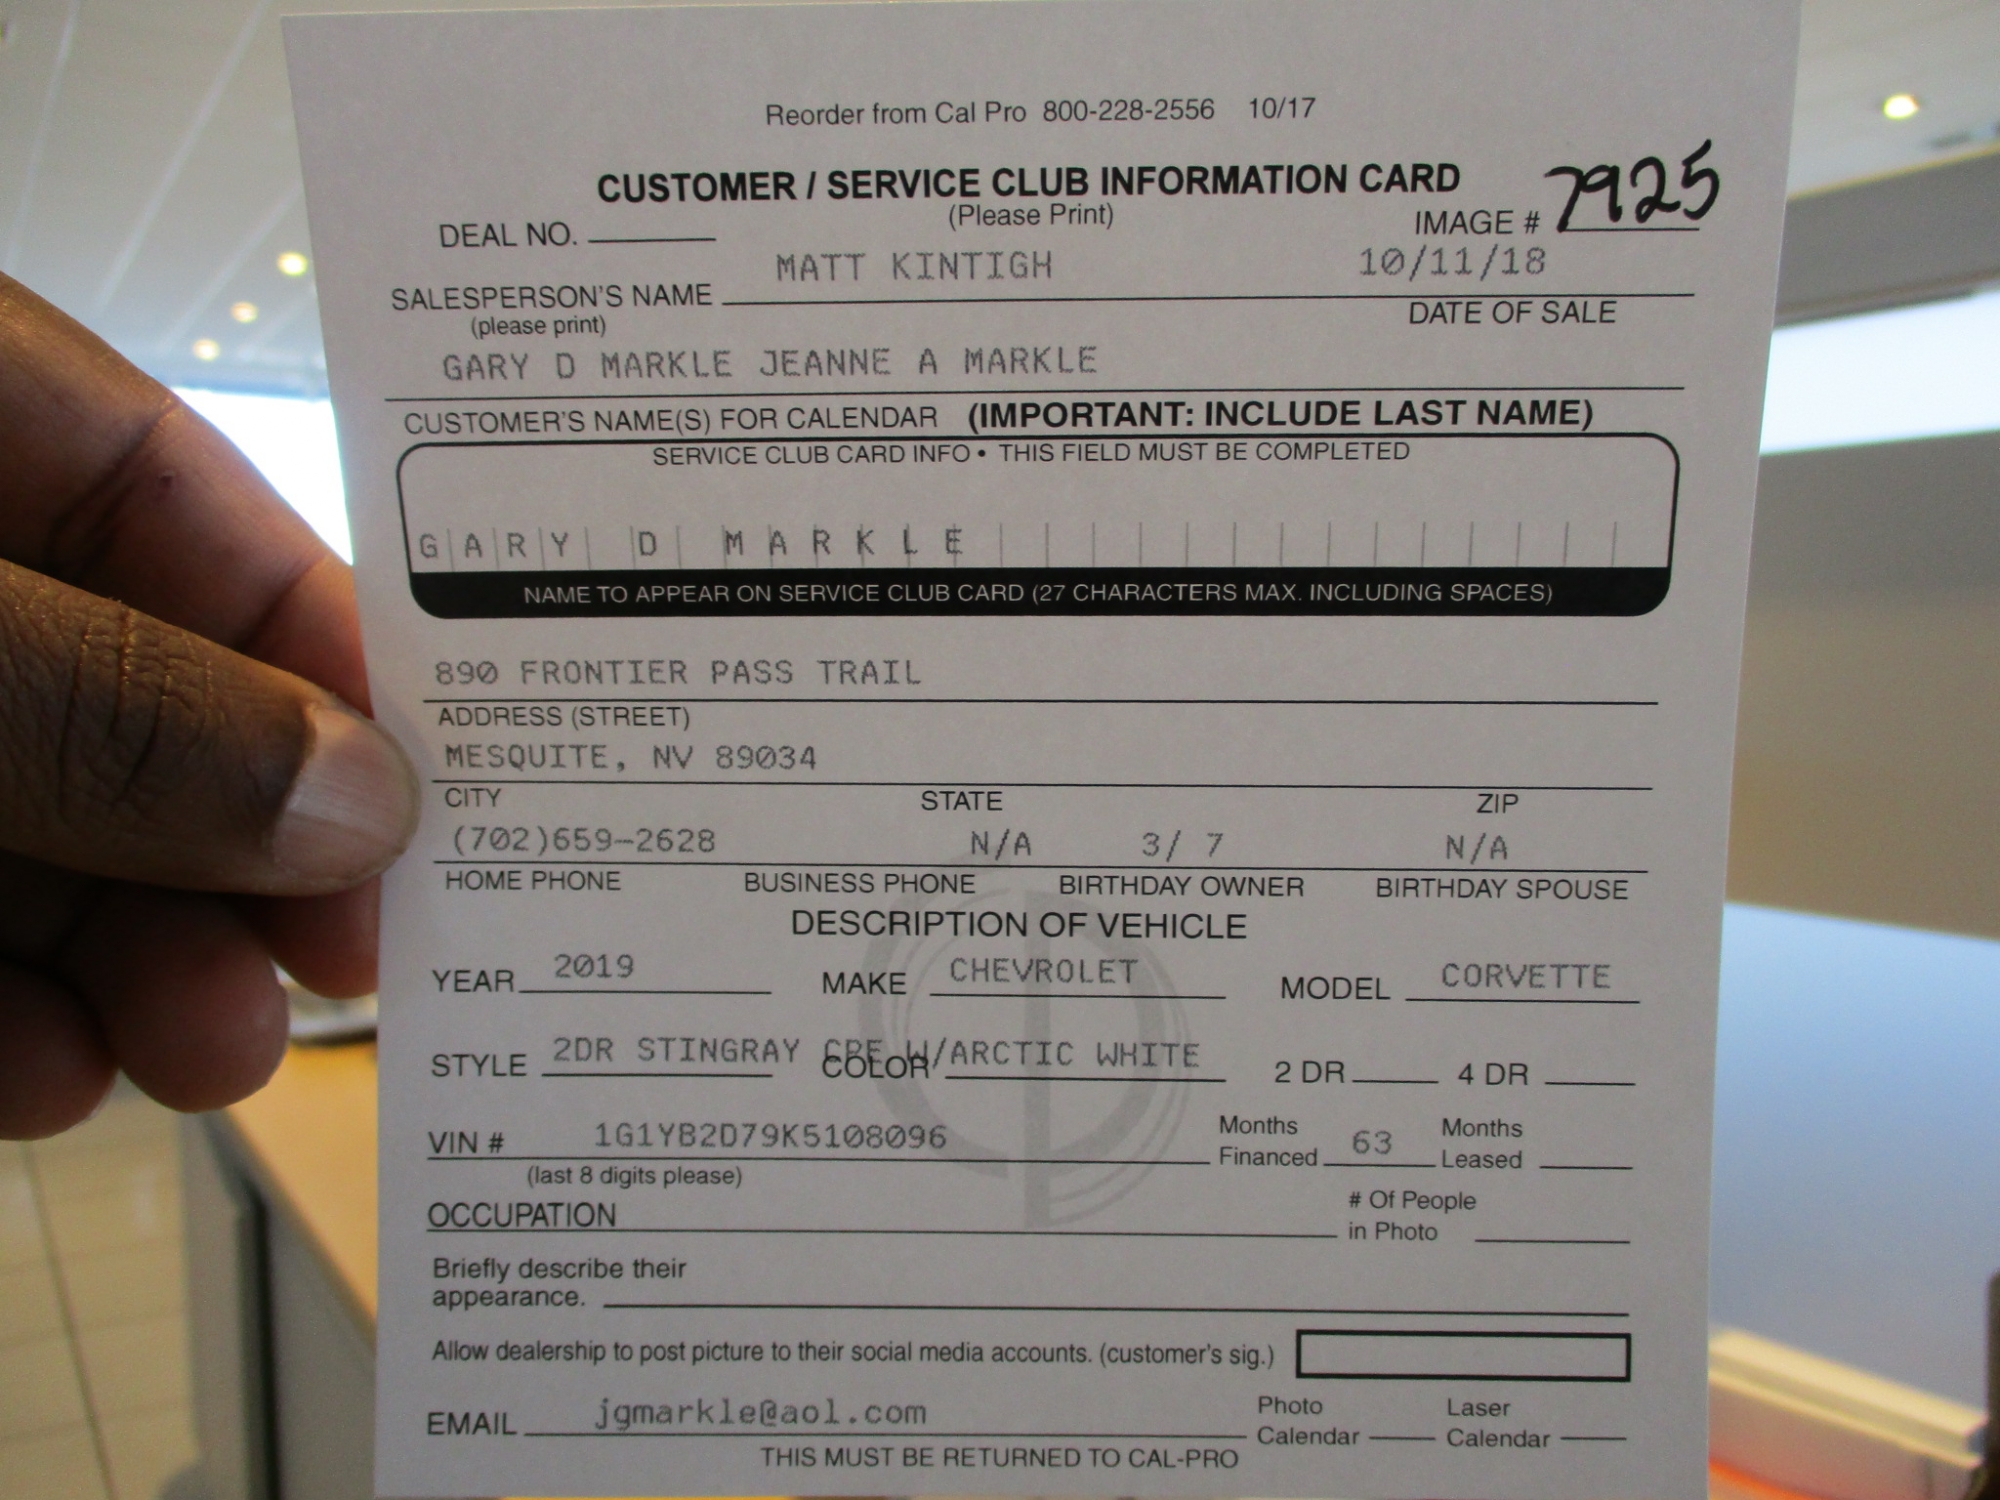 Reorder from Cal Pro 800-228-2556 10/17
CUSTOMER / SERVICE CLUB INFORMATION CARD
(Please Print)
DEAL NO.
IMAGE # 7925
MATT KINTIGH 10/11/18
SALESPERSON'S NAME
(please print)
DATE OF SALE
GARY D MARKLE JEANNE A MARKLE
CUSTOMER'S NAME(S) FOR CALENDAR (IMPORTANT: INCLUDE LAST NAME)
SERVICE CLUB CARD INFO • THIS FIELD MUST BE COMPLETED
GARY D MARKLE
NAME TO APPEAR ON SERVICE CLUB CARD (27 CHARACTERS MAX. INCLUDING SPACES)
890 FRONTIER PASS TRAIL
ADDRESS (STREET)
MESQUITE, NV 89034
CITY STATE ZIP
(702)659-2628 N/A 3/ 7 N/A
HOME PHONE BUSINESS PHONE BIRTHDAY OWNER BIRTHDAY SPOUSE
DESCRIPTION OF VEHICLE
YEAR 2019 MAKE CHEVROLET MODEL CORVETTE
STYLE 2DR STINGRAY CPE W/ARCTIC WHITE COLOR 2 DR 4 DR
VIN # 1G1YB2D79K5108096
(last 8 digits please)
Months Financed 63 Months Leased
OCCUPATION
# Of People
in Photo
Briefly describe their
appearance.
Allow dealership to post picture to their social media accounts. (customer's sig.)
EMAIL jgmarkle@aol.com
Photo Calendar Laser Calendar
THIS MUST BE RETURNED TO CAL-PRO